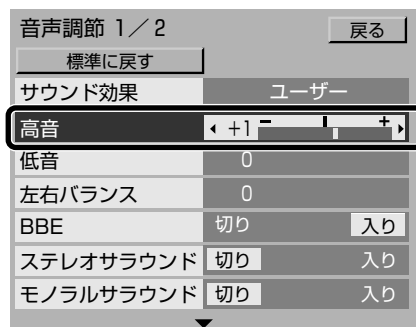 音声調節 1／2 戻る
標準に戻す
サウンド効果 ユーザー
高音 +1 − +
低音 0
左右バランス 0
BBE 切り 入り
ステレオサラウンド 切り 入り
モノラルサラウンド 切り 入り